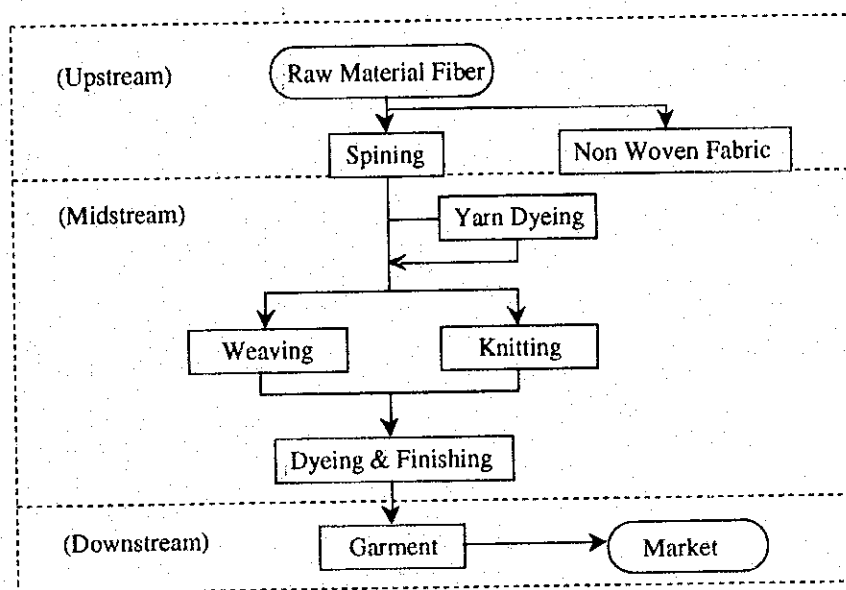 (Upstream)
Raw Material Fiber
Spining
Non Woven Fabric
(Midstream)
Yarn Dyeing
Weaving
Knitting
Dyeing & Finishing
(Downstream)
Garment
Market